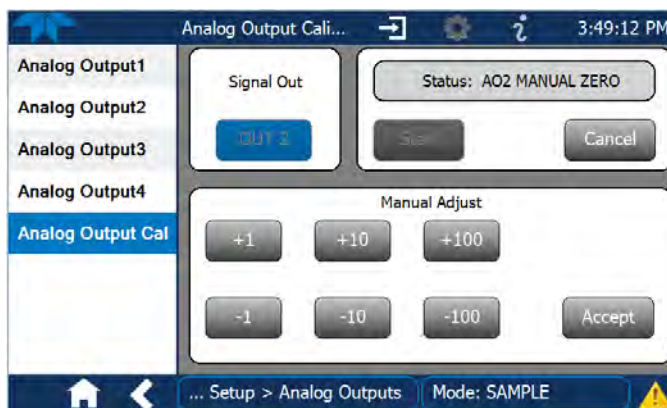 Analog Output Cali... 3:49:12 PM
Analog Output1
Analog Output2
Analog Output3
Analog Output4
Analog Output Cal
Signal Out
OUT 2
Status: AO2 MANUAL ZERO
Start
Cancel
Manual Adjust
+1 +10 +100
-1 -10 -100 Accept
... Setup > Analog Outputs Mode: SAMPLE